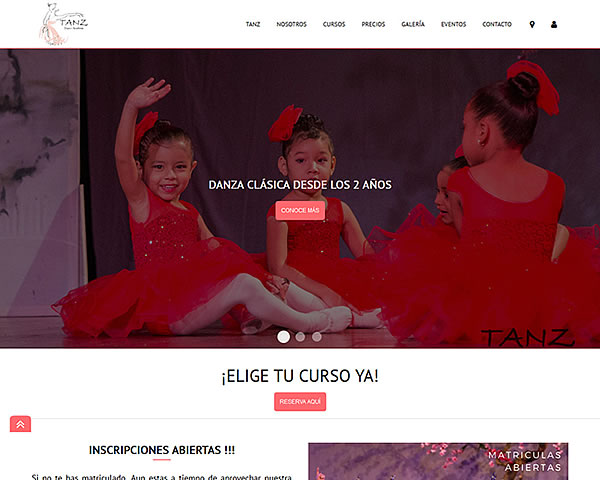 TANZ
TANZ NOSOTROS CURSOS PRECIOS GALERÍA EVENTOS CONTACTO
DANZA CLÁSICA DESDE LOS 2 AÑOS
CONOCE MÁS
TANZ
¡ELIGE TU CURSO YA!
RESERVA AQUÍ
INSCRIPCIONES ABIERTAS !!!
Si no te has matriculado, Aun estas a tiempo de aprovechar nuestra
MATRICULAS
ABIERTAS